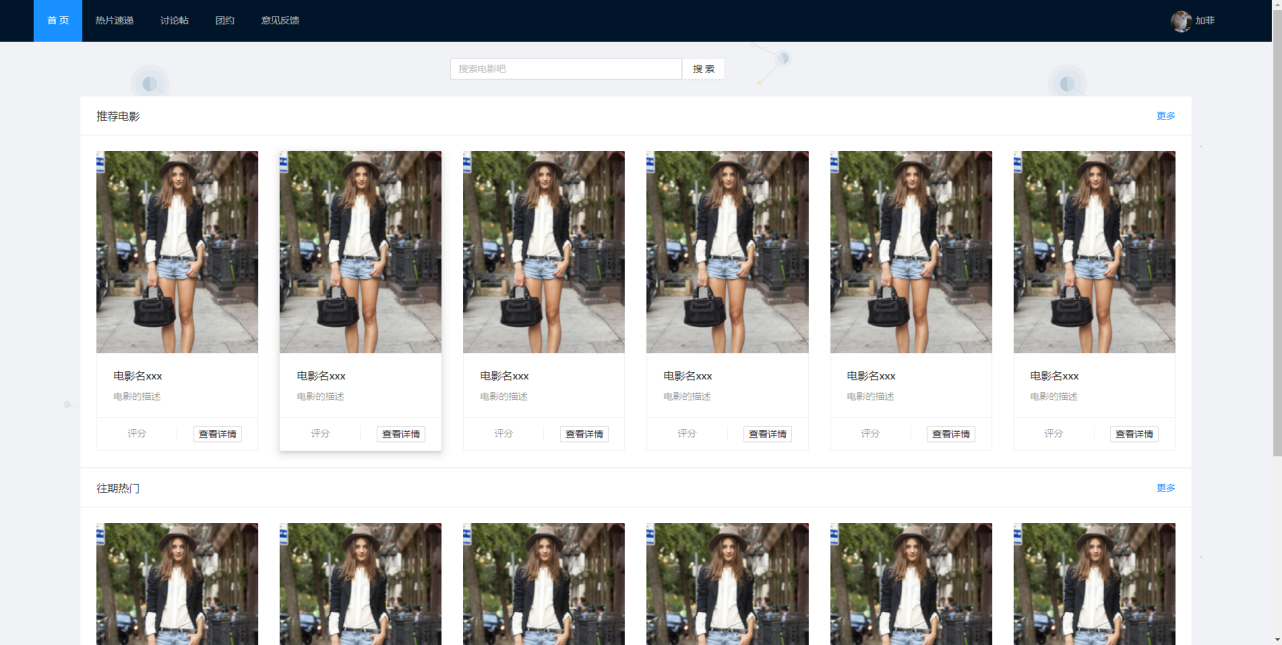 首 页 热片速递 讨论帖 团约 意见反馈 加菲
搜索电影吧 搜 索
推荐电影 更多
电影名xxx 电影名xxx 电影名xxx 电影名xxx 电影名xxx 电影名xxx
电影的描述 电影的描述 电影的描述 电影的描述 电影的描述 电影的描述
评分 查看详情 评分 查看详情 评分 查看详情 评分 查看详情 评分 查看详情 评分 查看详情
往期热门 更多